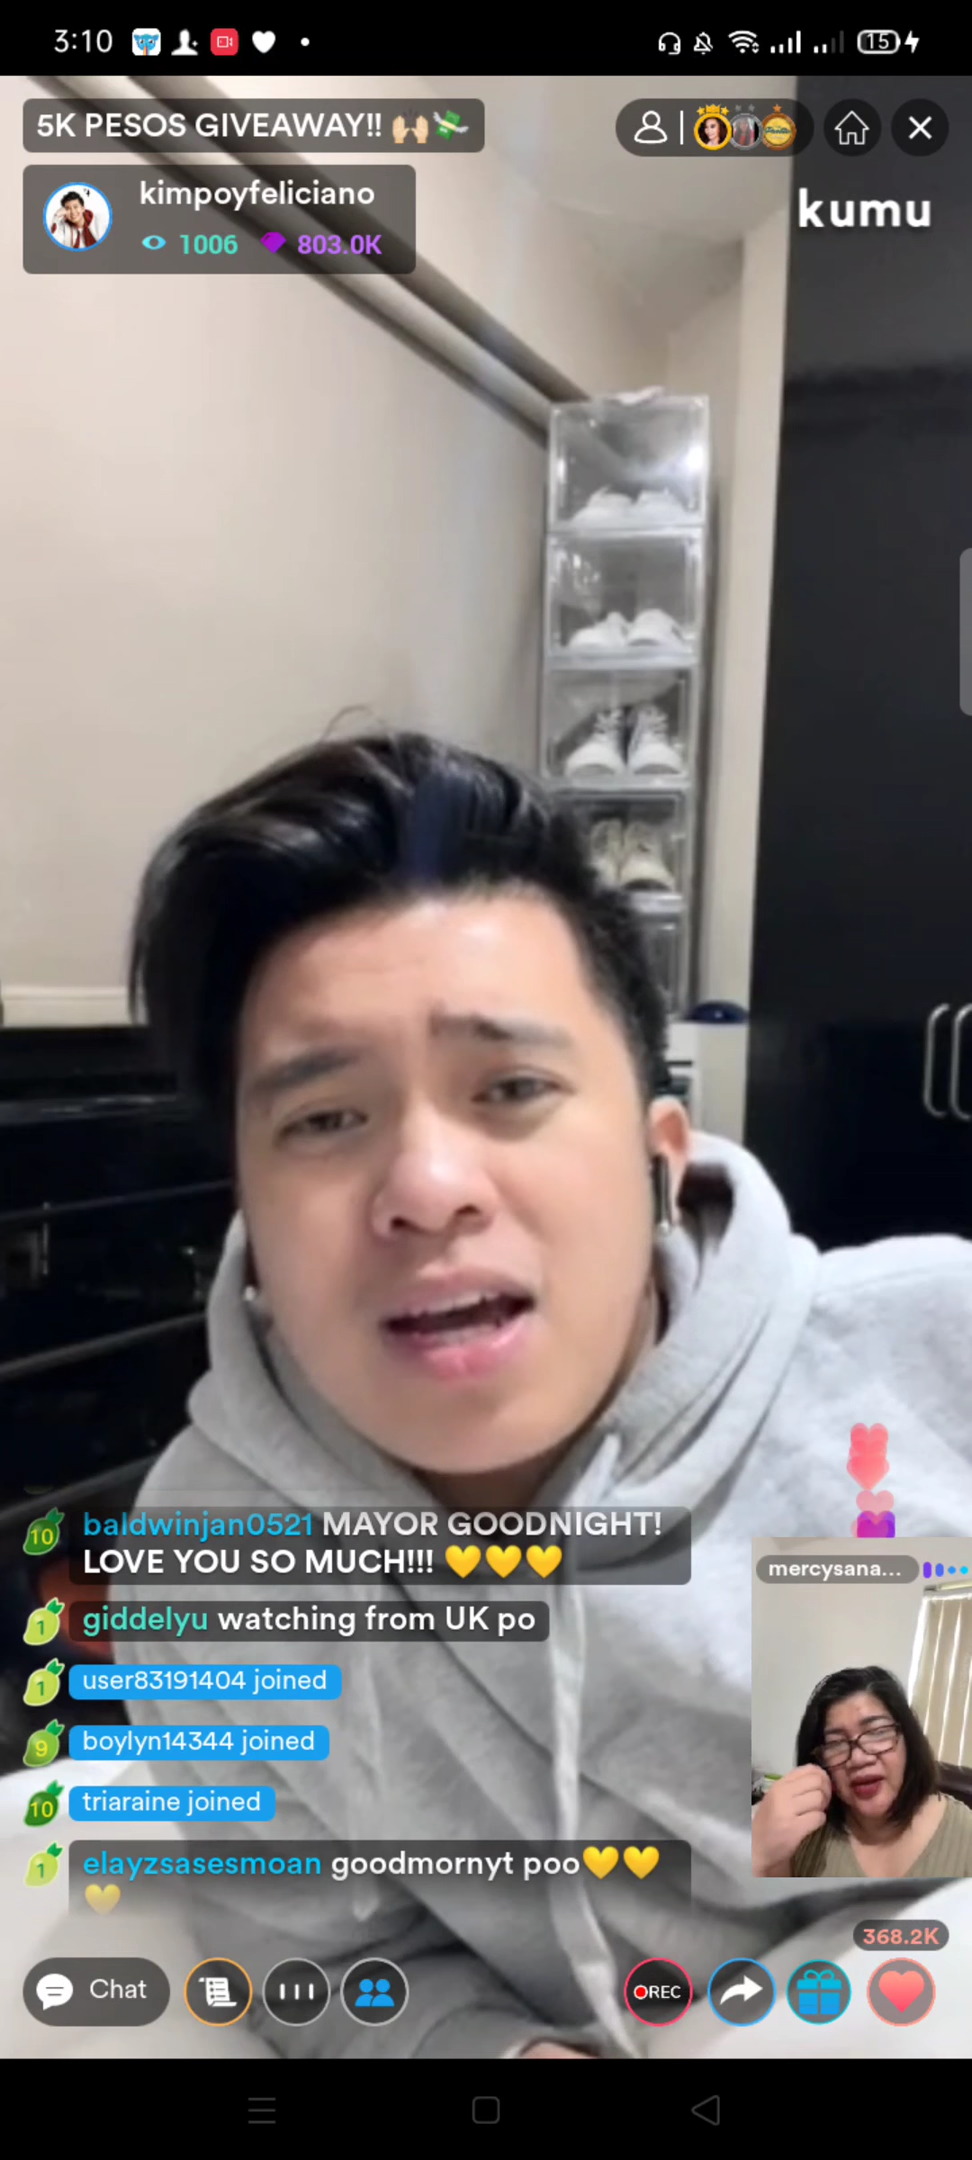 3:10
15
5K PESOS GIVEAWAY!! 🙌🏻💸
kimpoyfeliciano
1006 803.0K
kumu
10 baldwinjan0521 MAYOR GOODNIGHT!
LOVE YOU SO MUCH!!! 💛💛💛
1 giddelyu watching from UK po
1 user83191404 joined
9 boylyn14344 joined
10 triaraine joined
1 elayzsasesmoan goodmornyt poo💛💛
💛
mercysana...
368.2K
Chat
REC